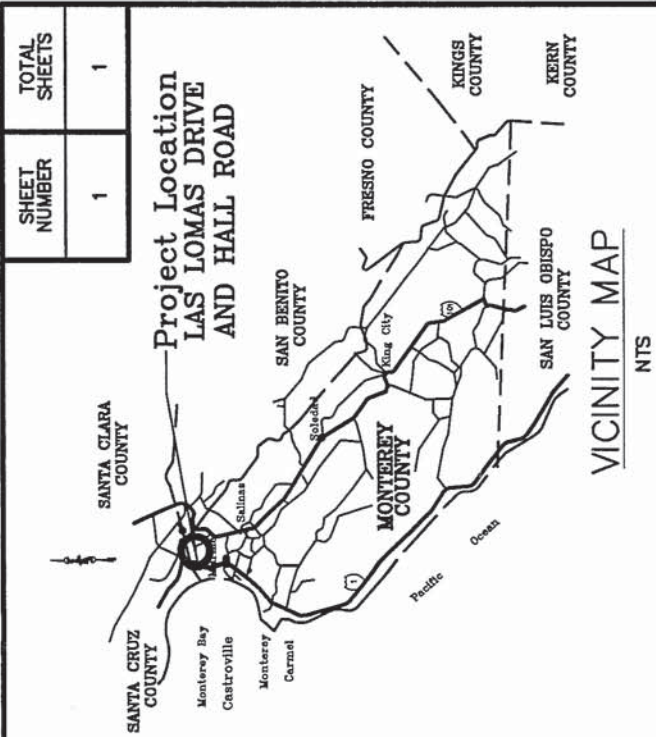 SHEET
NUMBER
TOTAL
SHEETS
1
1
Project Location
LAS LOMAS DRIVE
AND HALL ROAD
SANTA CLARA
COUNTY
SANTA CRUZ
COUNTY
SAN BENITO
COUNTY
FRESNO COUNTY
KINGS
COUNTY
KERN
COUNTY
Monterey Bay
Castroville
Monterey
Carmel
Salinas
Soledad
King City
MONTEREY
COUNTY
1
5
Pacific Ocean
SAN LUIS OBISPO
COUNTY
VICINITY MAP
NTS